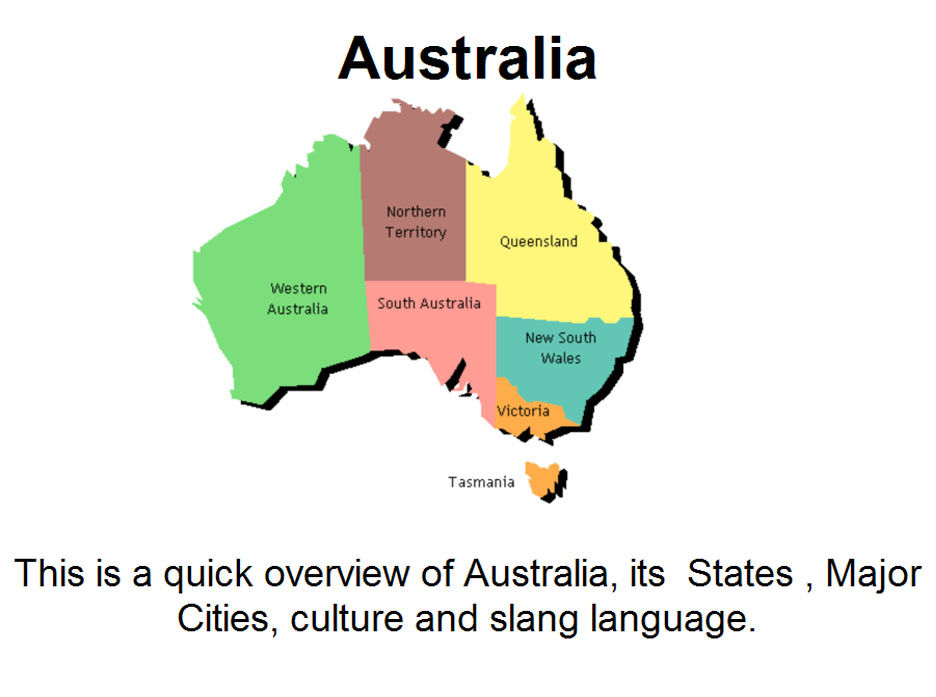 Australia
Northern
Territory
Queensland
Western
Australia
South Australia
New South
Wales
Victoria
Tasmania
This is a quick overview of Australia, its  States , Major
Cities, culture and slang language.